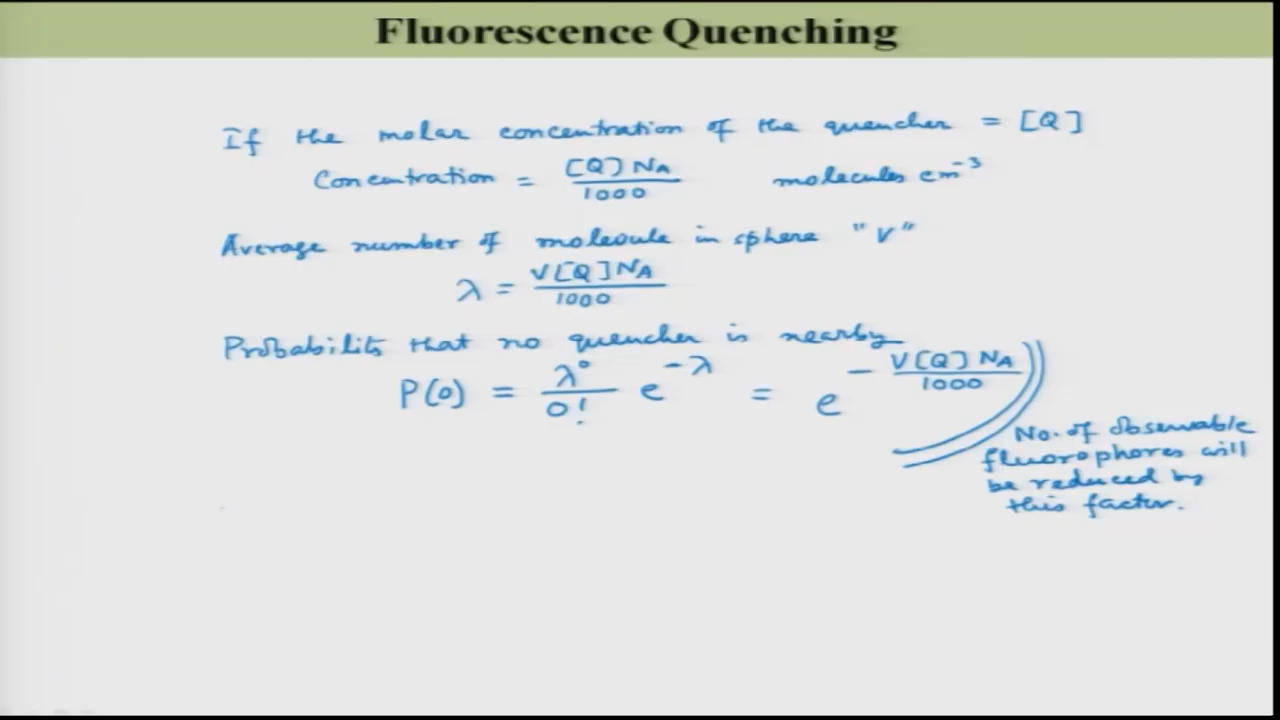 Fluorescence Quenching
If the molar concentration of the quencher = [Q]
Concentration = [Q] NA / 1000 molecules cm⁻³
Average number of molecule in sphere "V"
λ = V[Q]NA / 1000
Probability that no quencher is nearby
P(0) = λ⁰ / 0! e^-λ = e^- V[Q] NA / 1000
No. of observable
fluorophores will
be reduced by
this factor.